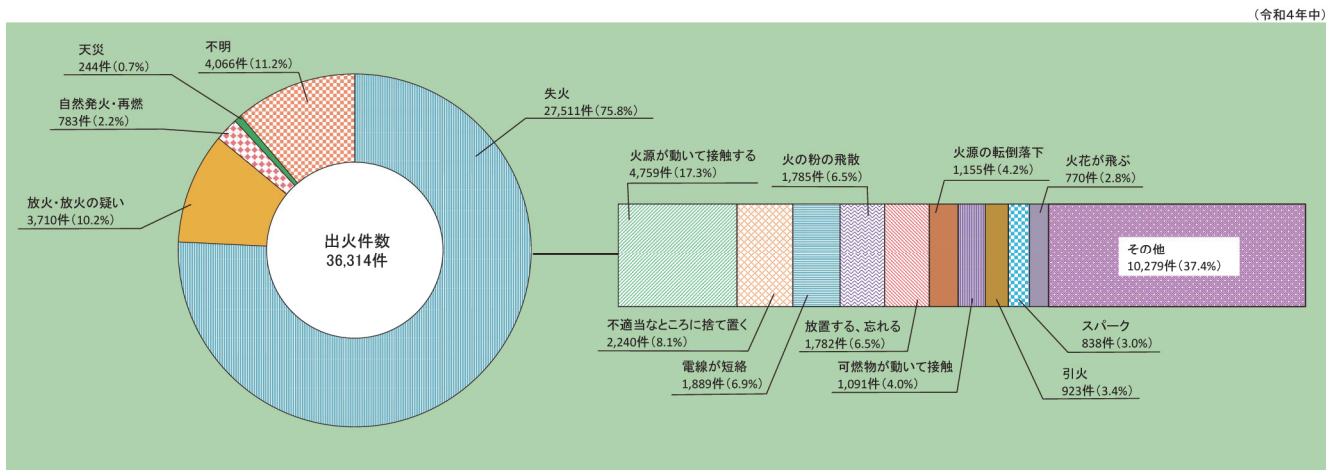 (令和4年中)
天災
244件(0.7%)
不明
4,066件(11.2%)
自然発火・再燃
783件(2.2%)
放火・放火の疑い
3,710件(10.2%)
出火件数
36,314件
失火
27,511件(75.8%)
火源が動いて接触する
4,759件(17.3%)
火の粉の飛散
1,785件(6.5%)
火源の転倒落下
1,155件(4.2%)
火花が飛ぶ
770件(2.8%)
その他
10,279件(37.4%)
不適当なところに捨て置く
2,240件(8.1%)
電線が短絡
1,889件(6.9%)
放置する、忘れる
1,782件(6.5%)
可燃物が動いて接触
1,091件(4.0%)
引火
923件(3.4%)
スパーク
838件(3.0%)